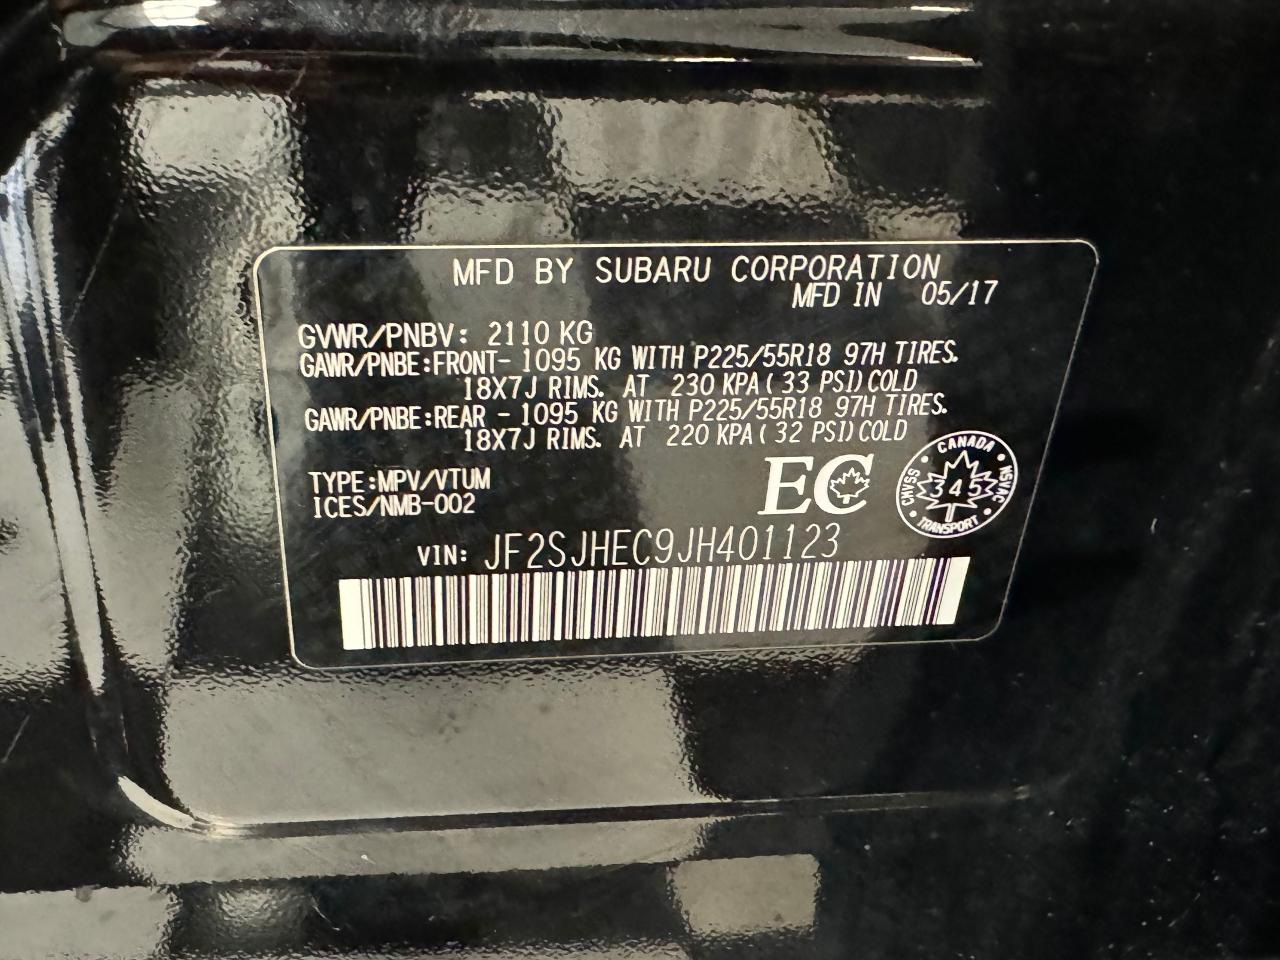 MFD BY SUBARU CORPORATION
MFD IN 05/17
GVWR/PNBV: 2110 KG
GAWR/PNBE:FRONT- 1095 KG WITH P225/55R18 97H TIRES.
18X7J RIMS. AT 230 KPA(33 PSI)COLD
GAWR/PNBE:REAR - 1095 KG WITH P225/55R18 97H TIRES.
18X7J RIMS. AT 220 KPA(32 PSI)COLD
TYPE:MPV/VTUM
ICES/NMB-002
EC
CANADA
CMVSS
345
NSVAC
TRANSPORT
VIN: JF2SJHEC9JH401123